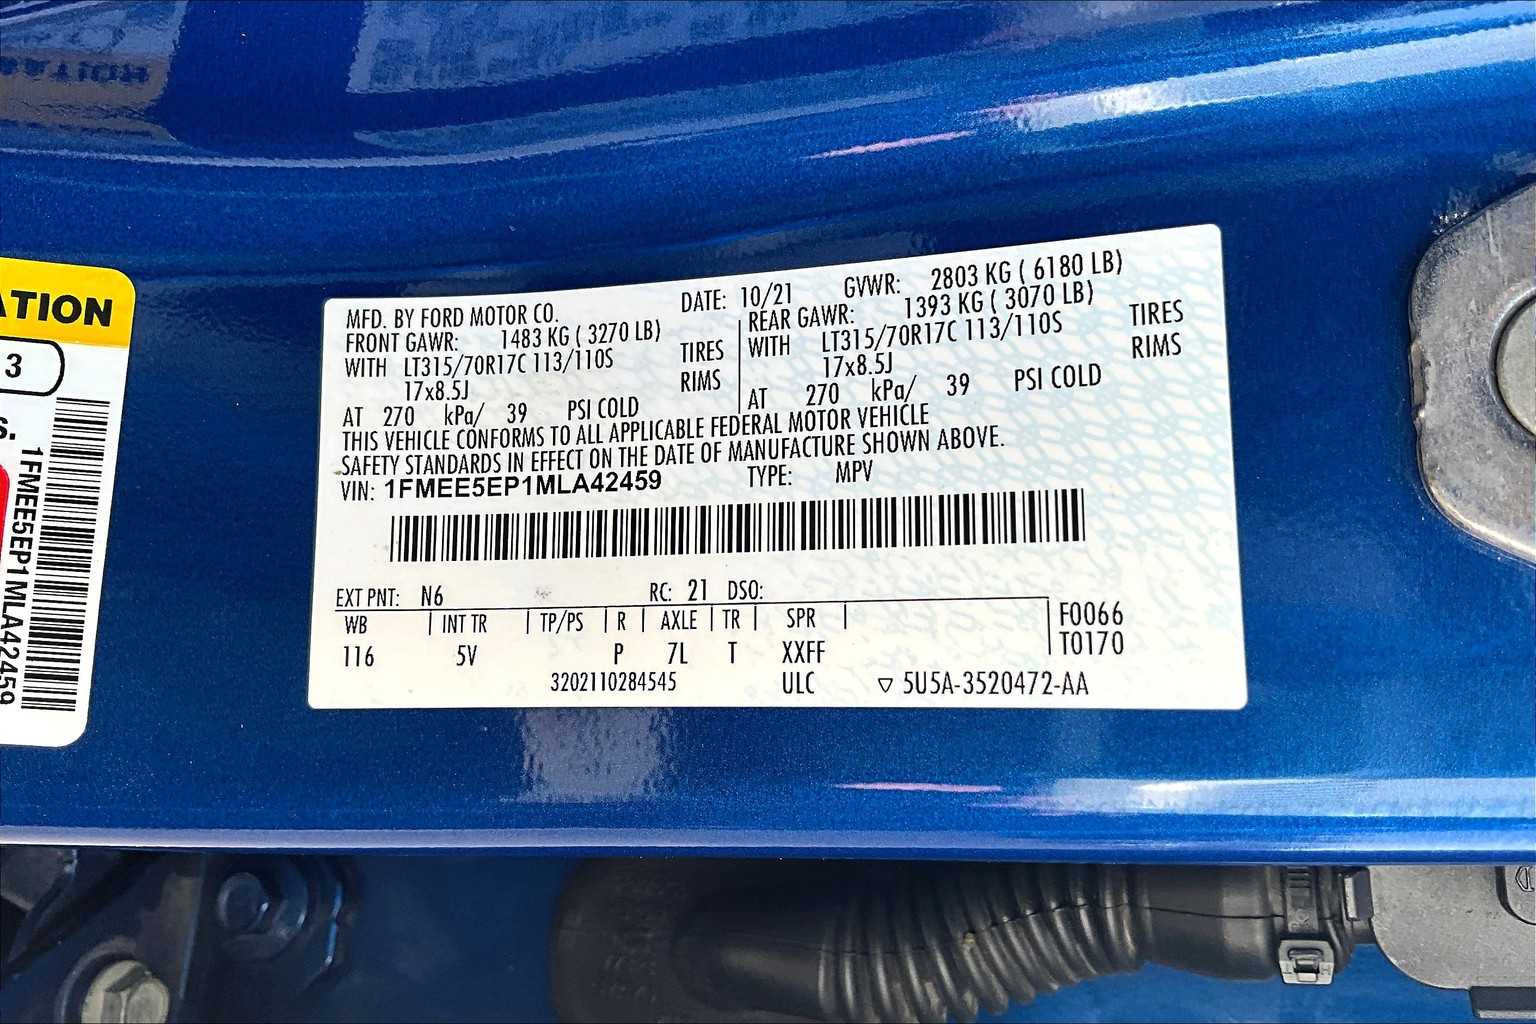 ATION
3
S.
1FMEE5EP1MLA42459
MFD. BY FORD MOTOR CO. DATE: 10/21 GVWR: 2803 KG ( 6180 LB)
FRONT GAWR: 1483 KG ( 3270 LB) REAR GAWR: 1393 KG ( 3070 LB)
WITH LT315/70R17C 113/110S TIRES WITH LT315/70R17C 113/110S TIRES
17x8.5J RIMS 17x8.5J RIMS
AT 270 kPa/ 39 PSI COLD AT 270 kPa/ 39 PSI COLD
THIS VEHICLE CONFORMS TO ALL APPLICABLE FEDERAL MOTOR VEHICLE
SAFETY STANDARDS IN EFFECT ON THE DATE OF MANUFACTURE SHOWN ABOVE.
VIN: 1FMEE5EP1MLA42459 TYPE: MPV
EXT PNT: N6 RC: 21 DSO:
WB INT TR TP/PS R AXLE TR SPR F0066
116 5V P 7L T XXFF T0170
3202110284545 ULC ▽ 5U5A-3520472-AA